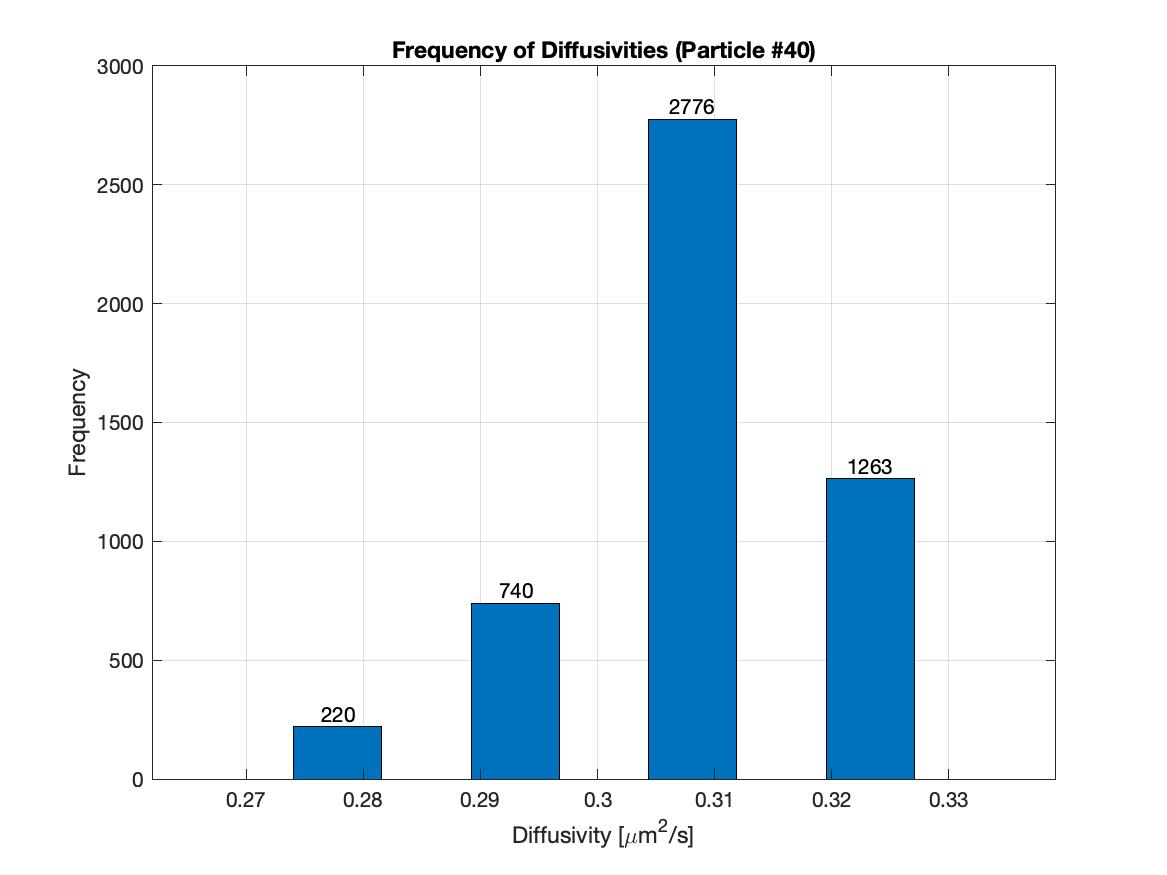 Frequency of Diffusivities (Particle #40)
3000
2776
2500
2000
1500
1263
1000
740
500
220
0
0.27 0.28 0.29 0.3 0.31 0.32 0.33
Frequency
Diffusivity [μm²/s]